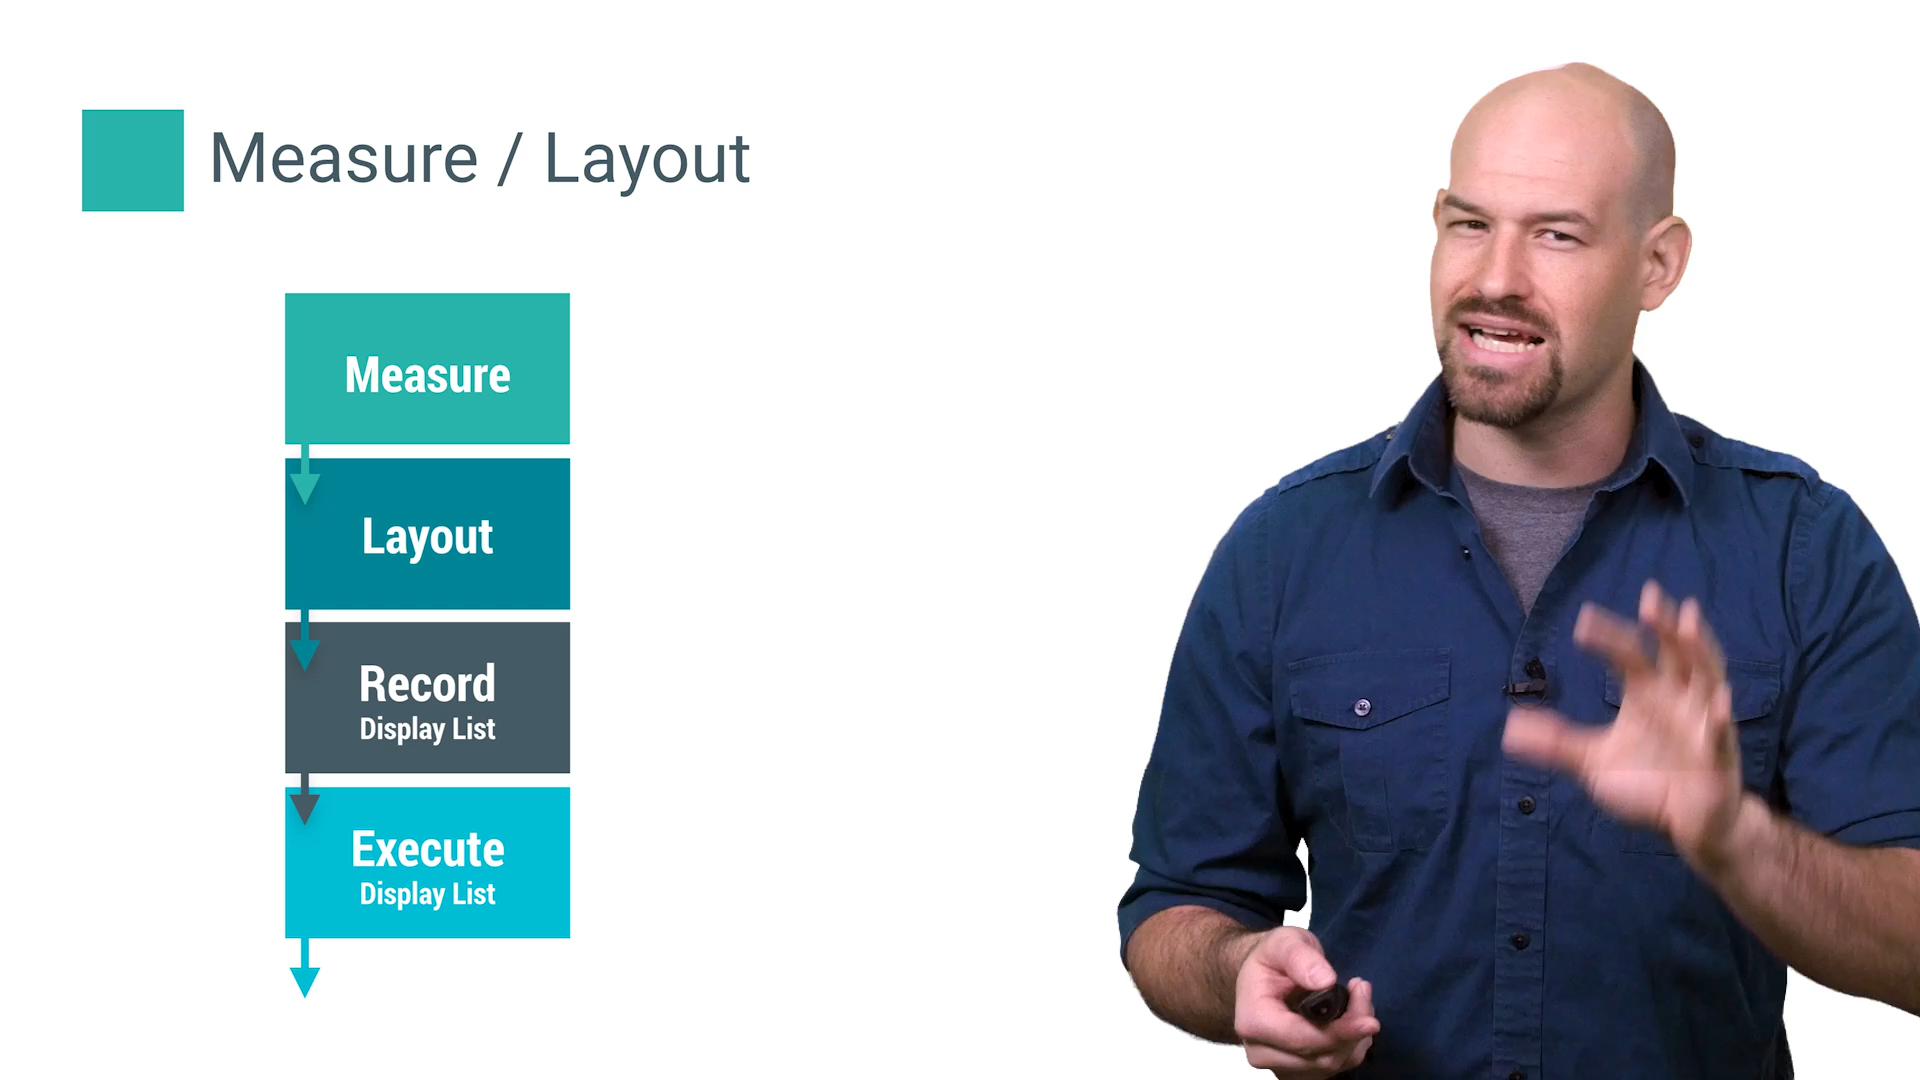 Measure / Layout
Measure
Layout
Record
Display List
Execute
Display List